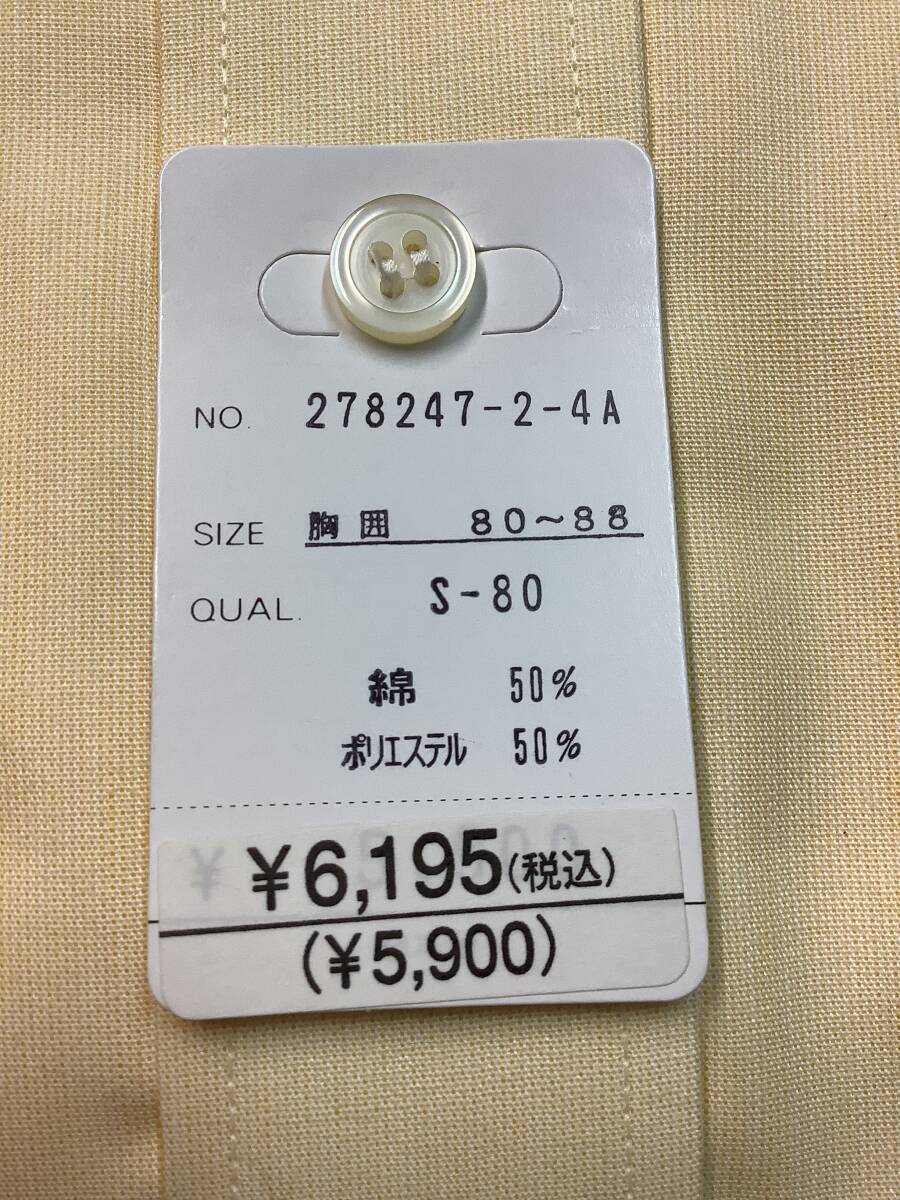 NO. 278247-2-4A
SIZE 胸囲 80~88
QUAL. S-80
綿 50%
ポリエステル 50%
¥6,195(税込)
(¥5,900)